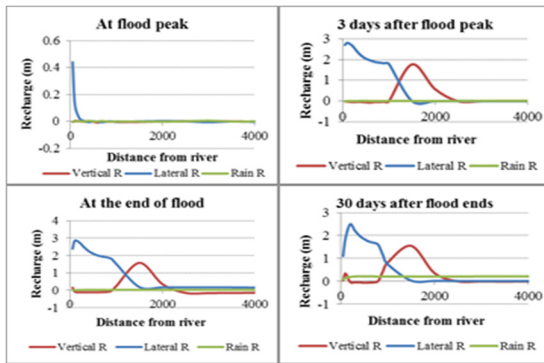 At flood peak
0.6
0.4
0.2
0
-0.2
0 2000 4000
Recharge (m)
Distance from river
Vertical R Lateral R Rain R
3 days after flood peak
3
2
1
0
-1
0 2000 4000
Recharge (m)
Distance from river
Vertical R Lateral R Rain R
At the end of flood
4
3
2
1
0
-1
0 1000 2000 3000 4000
Recharge (m)
Distance from river
Vertical R Lateral R Rain R
30 days after flood ends
3
2
1
0
-1
0 2000 4000
Recharge (m)
Distance from river
Vertical R Lateral R Rain R